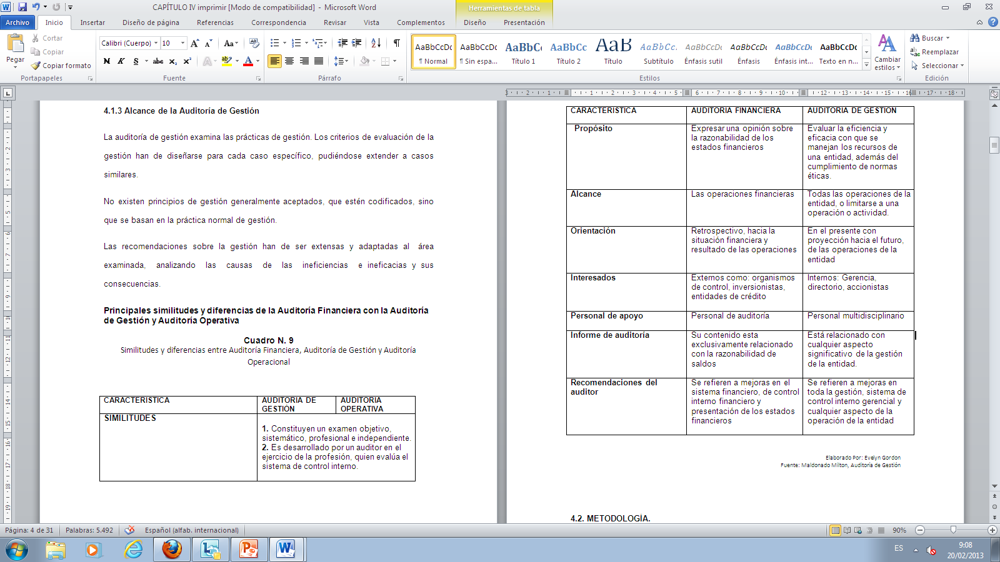 CAPÍTULO IV imprimir [Modo de compatibilidad] - Microsoft Word
Herramientas de tabla
Archivo Inicio Insertar Diseño de página Referencias Correspondencia Revisar Vista Complementos Diseño Presentación
Pegar
Cortar
Copiar
Copiar formato
Portapapeles
Calibri (Cuerpo) 10
N K S abc x₂ x²
Fuente
Párrafo
AaBbCcDc AaBbCcDc AaBbC AaBbCc AaB AaBbCc. AaBbCcDc AaBbCcDc AaBbCcDc AaBbCcDc
¶ Normal ¶ Sin espa... Título 1 Título 2 Título Subtítulo Énfasis sutil Énfasis Énfasis int... Texto en n...
Estilos
Cambiar estilos
Buscar
Reemplazar
Seleccionar
Edición
4.1.3 Alcance de la Auditoría de Gestión
La auditoría de gestión examina las prácticas de gestión. Los criterios de evaluación de la
gestión han de diseñarse para cada caso específico, pudiéndose extender a casos
similares.
No existen principios de gestión generalmente aceptados, que estén codificados, sino
que se basan en la práctica normal de gestión.
Las recomendaciones sobre la gestión han de ser extensas y adaptadas al área
examinada, analizando las causas de las ineficiencias e ineficacias y sus
consecuencias.
Principales similitudes y diferencias de la Auditoría Financiera con la Auditoría
de Gestión y Auditoría Operativa
Cuadro N. 9
Similitudes y diferencias entre Auditoría Financiera, Auditoría de Gestión y Auditoría
Operacional
CARACTERISTICA
AUDITORIA DE
GESTIÓN
AUDITORIA
OPERATIVA
SIMILITUDES
1. Constituyen un examen objetivo,
sistemático, profesional e independiente.
2. Es desarrollado por un auditor en el
ejercicio de la profesión, quien evalúa el
sistema de control interno.
CARACTERISTICA
AUDITORIA FINANCIERA
AUDITORIA DE GESTION
Propósito
Expresar una opinión sobre
la razonabilidad de los
estados financieros
Evaluar la eficiencia y
eficacia con que se
manejan los recursos de
una entidad, además del
cumplimiento de normas
éticas.
Alcance
Las operaciones financieras
Todas las operaciones de la
entidad, o limitarse a una
operación o actividad.
Orientación
Retrospectivo, hacia la
situación financiera y
resultado de las operaciones
En el presente con
proyección hacia el futuro,
de las operaciones de la
entidad
Interesados
Externos como: organismos
de control, inversionistas,
entidades de crédito
Internos: Gerencia,
directorio, accionistas
Personal de apoyo
Personal de auditoría
Personal multidisciplinario
Informe de auditoría
Su contenido esta
exclusivamente relacionado
con la razonabilidad de
saldos
Está relacionado con
cualquier aspecto
significativo de la gestión
de la entidad.
Recomendaciones del
auditor
Se refieren a mejoras en el
sistema financiero, de control
interno financiero y
presentación de los estados
financieros
Se refieren a mejoras en
toda la gestión, sistema de
control interno gerencial y
cualquier aspecto de la
operación de la entidad
Elaborado Por: Evelyn Gordon
Fuente: Maldonado Milton, Auditoría de Gestión
4.2. METODOLOGÍA.
Página: 4 de 31 Palabras: 5.492 Español (alfab. internacional) 90%
ES
9:08
20/02/2013